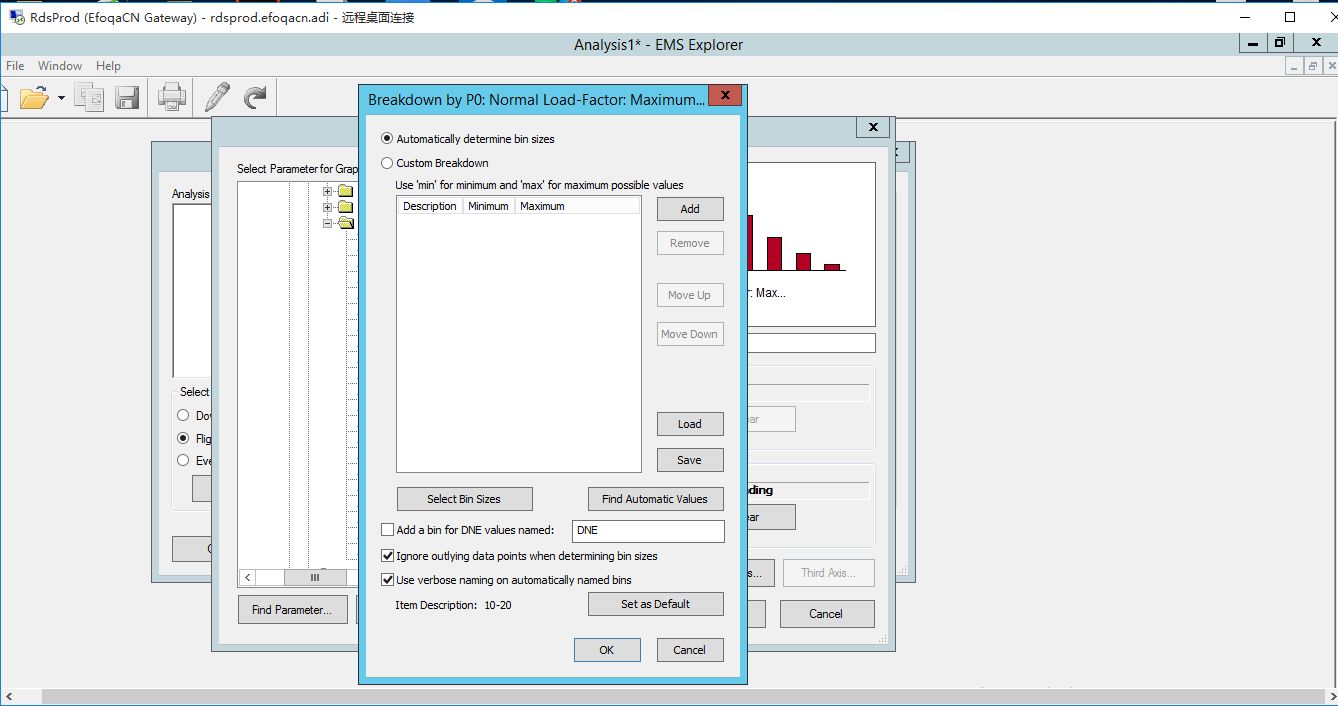 RdsProd (EfoqaCN Gateway) - rdsprod.efoqacn.adi - 远程桌面连接
Analysis1* - EMS Explorer
File Window Help
Breakdown by P0: Normal Load-Factor: Maximum...
Automatically determine bin sizes
Custom Breakdown
Use 'min' for minimum and 'max' for maximum possible values
Description Minimum Maximum
Add
Remove
Move Up
Move Down
Load
Save
Select Bin Sizes
Find Automatic Values
Add a bin for DNE values named: DNE
Ignore outlying data points when determining bin sizes
Use verbose naming on automatically named bins
Item Description: 10-20
Set as Default
OK
Cancel
Select Parameter for Grap
Find Parameter...
r: Max...
ear
ding
ear
s...
Third Axis...
Cancel
Analysis
Select
Do
Flig
Eve